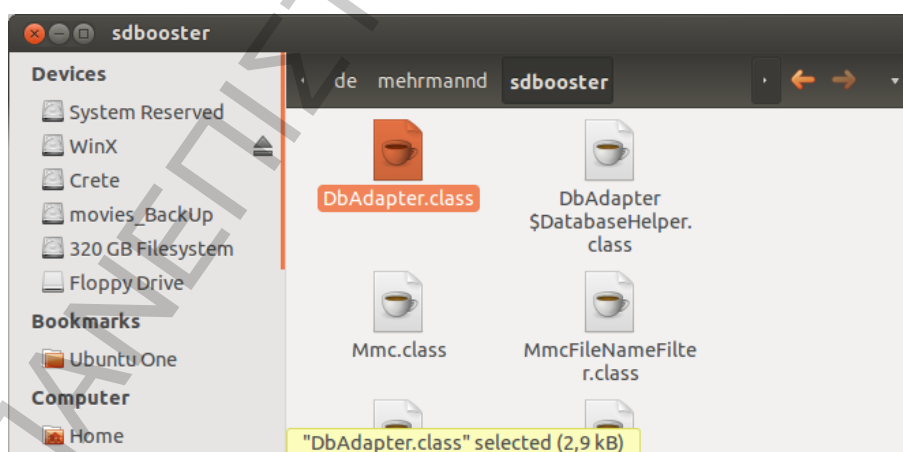 sdbooster
Devices
System Reserved
WinX
Crete
movies_BackUp
320 GB Filesystem
Floppy Drive
Bookmarks
Ubuntu One
Computer
Home
de mehrmannd sdbooster
DbAdapter.class
DbAdapter
$DatabaseHelper.
class
Mmc.class
MmcFileNameFilte
r.class
"DbAdapter.class" selected (2,9 kB)
ΙΑΝΕΠΙΣΤ